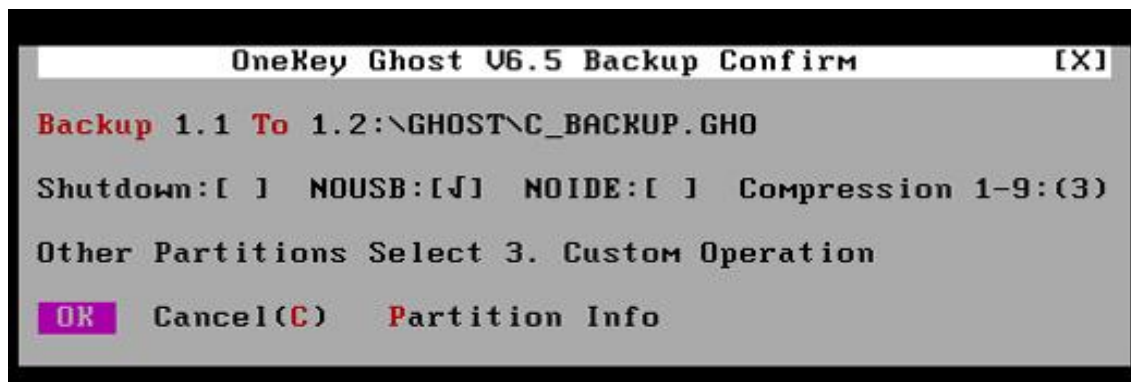 OneKey Ghost V6.5 Backup Confirm [X]
Backup 1.1 To 1.2:\GHOST\C_BACKUP.GHO
Shutdown:[ ] NOUSB:[√] NOIDE:[ ] Compression 1-9:(3)
Other Partitions Select 3. Custom Operation
OK Cancel(C) Partition Info